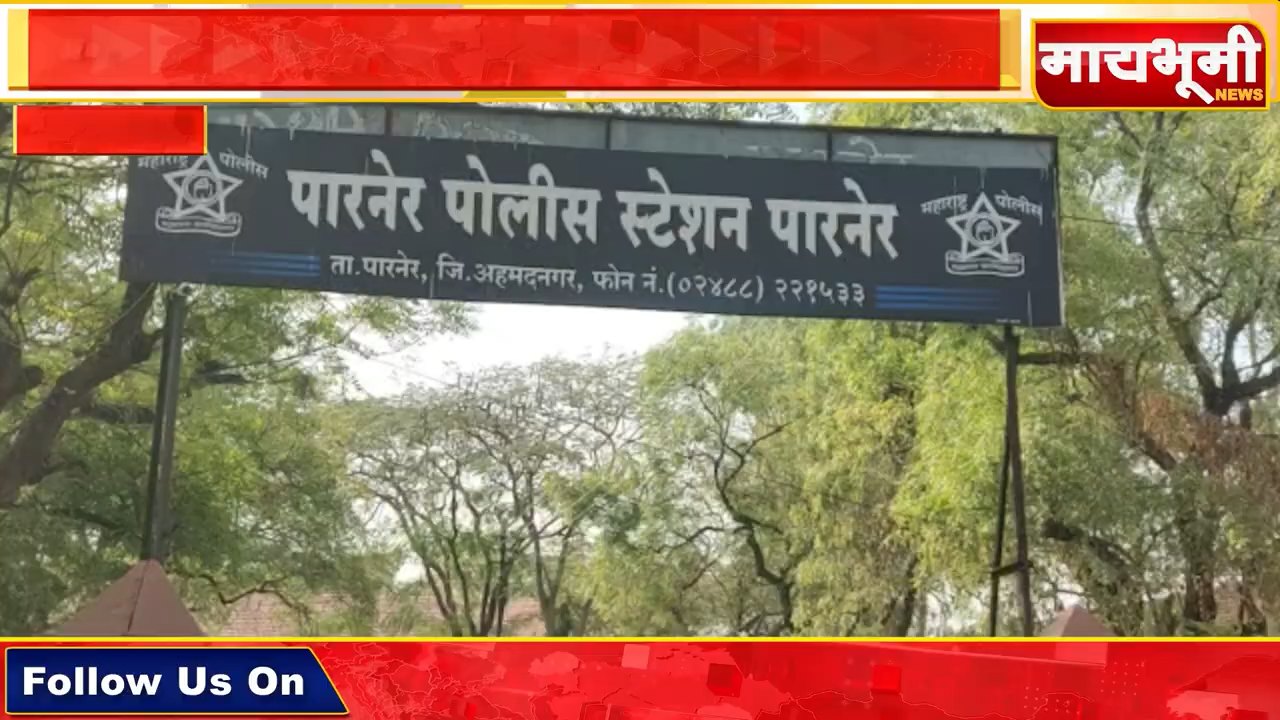 मायभूमी
NEWS
महाराष्ट्र पोलीस
पारनेर पोलीस स्टेशन पारनेर
महाराष्ट्र पोलीस
ता.पारनेर, जि.अहमदनगर, फोन नं.(०२४८८) २२१५३३
Follow Us On